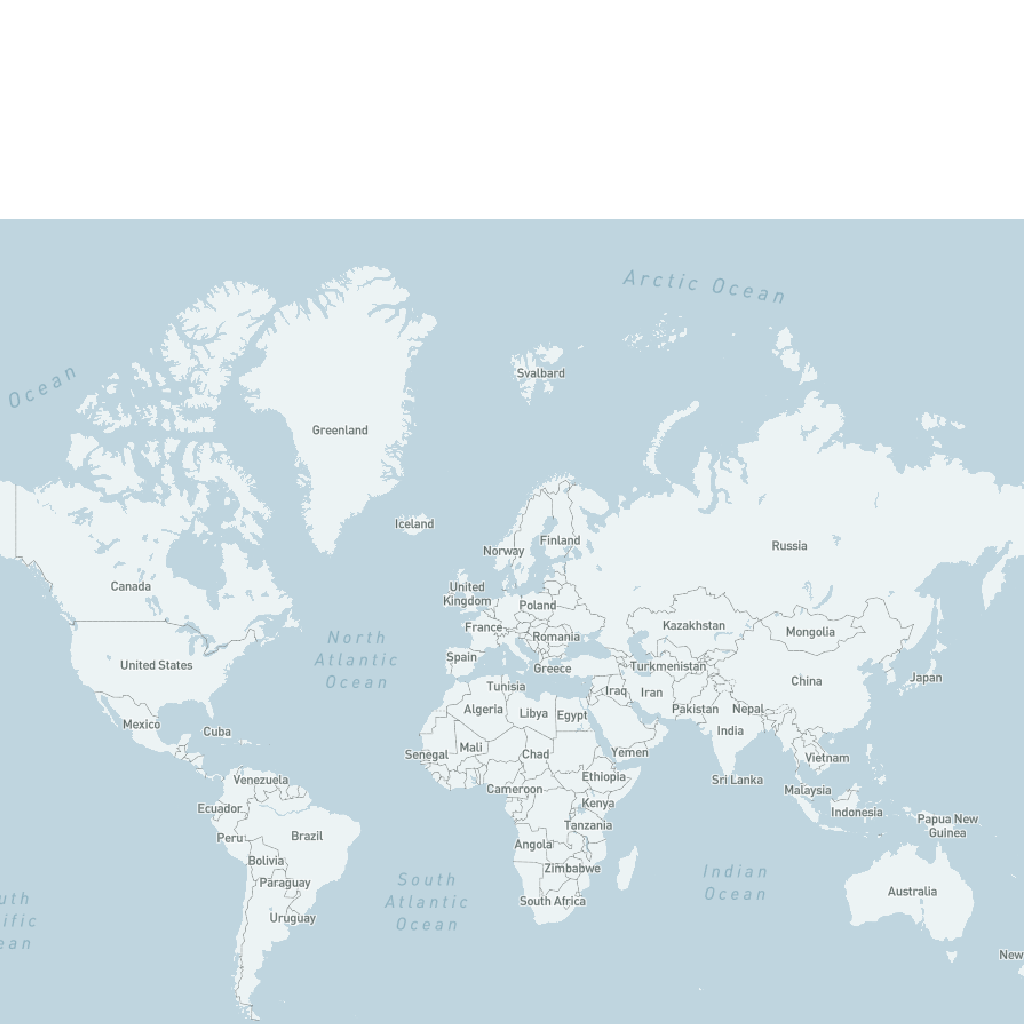 Arctic Ocean
Ocean
Svalbard
Greenland
Iceland
Finland
Norway
Russia
Canada
United
Kingdom
Poland
Kazakhstan
France
Romania
Mongolia
North
Atlantic
Ocean
Spain
United States
Greece
Turkmenistan
China
Japan
Tunisia
Iraq
Iran
Algeria
Libya
Egypt
Pakistan
Nepal
Mexico
Cuba
India
Senegal
Mali
Chad
Yemen
Vietnam
Venezuela
Ethiopia
Sri Lanka
Cameroon
Malaysia
Ecuador
Kenya
Indonesia
Papua New
Guinea
Peru
Brazil
Tanzania
Angola
Bolivia
Zimbabwe
Indian
Ocean
Paraguay
South
Atlantic
Ocean
Australia
uth
ific
ean
South Africa
Uruguay
New